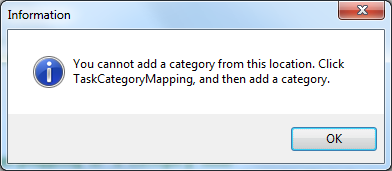 Information
You cannot add a category from this location. Click
TaskCategoryMapping, and then add a category.
OK